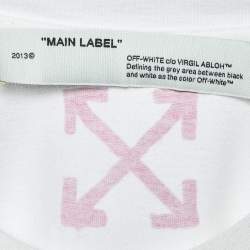 "MAIN LABEL"
2013©
OFF-WHITE c/o VIRGIL ABLOH™
Defining the grey area between black
and white as the color Off-White™